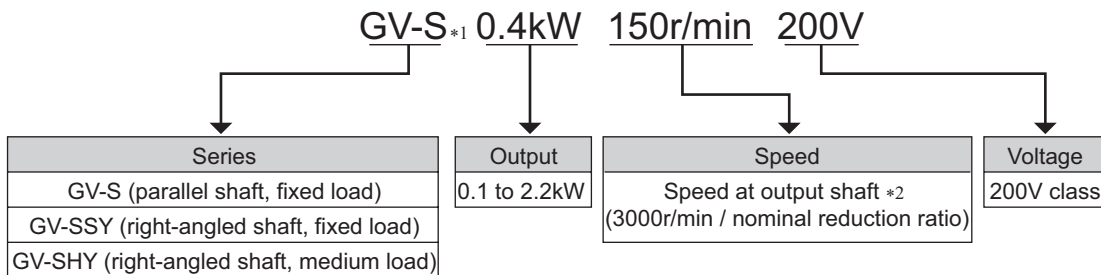 GV-S*1 0.4kW 150r/min 200V
Series
GV-S (parallel shaft, fixed load)
GV-SSY (right-angled shaft, fixed load)
GV-SHY (right-angled shaft, medium load)
Output
0.1 to 2.2kW
Speed
Speed at output shaft *2
(3000r/min / nominal reduction ratio)
Voltage
200V class